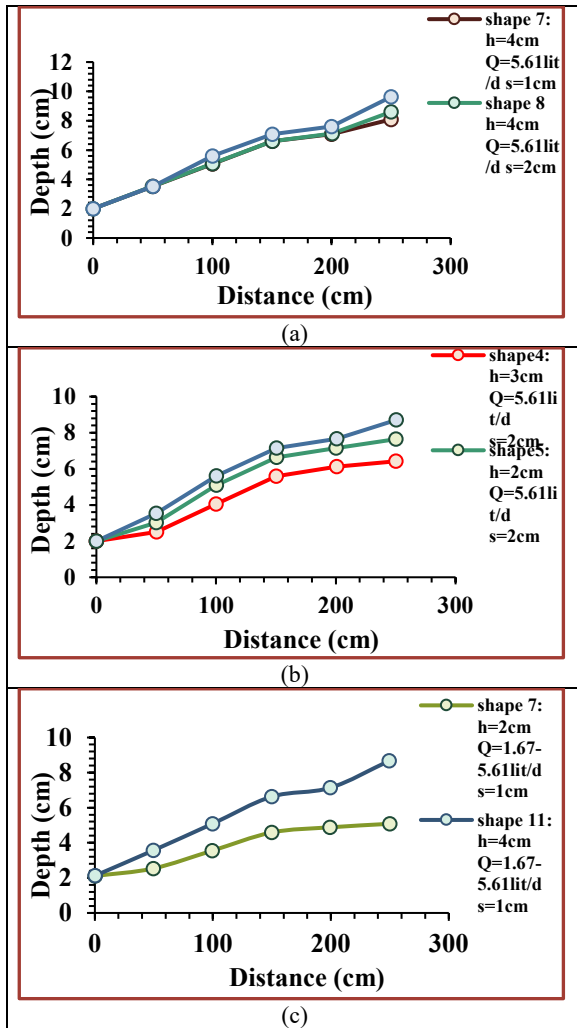 shape 7:
h=4cm
Q=5.61lit
/d s=1cm
shape 8
h=4cm
Q=5.61lit
/d s=2cm
12
10
8
6
4
2
0
Depth (cm)
0 100 200 300
Distance (cm)
(a)
shape4:
h=3cm
Q=5.61li
t/d
s=2cm
shape5:
h=2cm
Q=5.61li
t/d
s=2cm
10
8
6
4
2
0
Depth (cm)
0 100 200 300
Distance (cm)
(b)
shape 7:
h=2cm
Q=1.67-
5.61lit/d
s=1cm
shape 11:
h=4cm
Q=1.67-
5.61lit/d
s=1cm
10
8
6
4
2
0
Depth (cm)
0 100 200 300
Distance (cm)
(c)